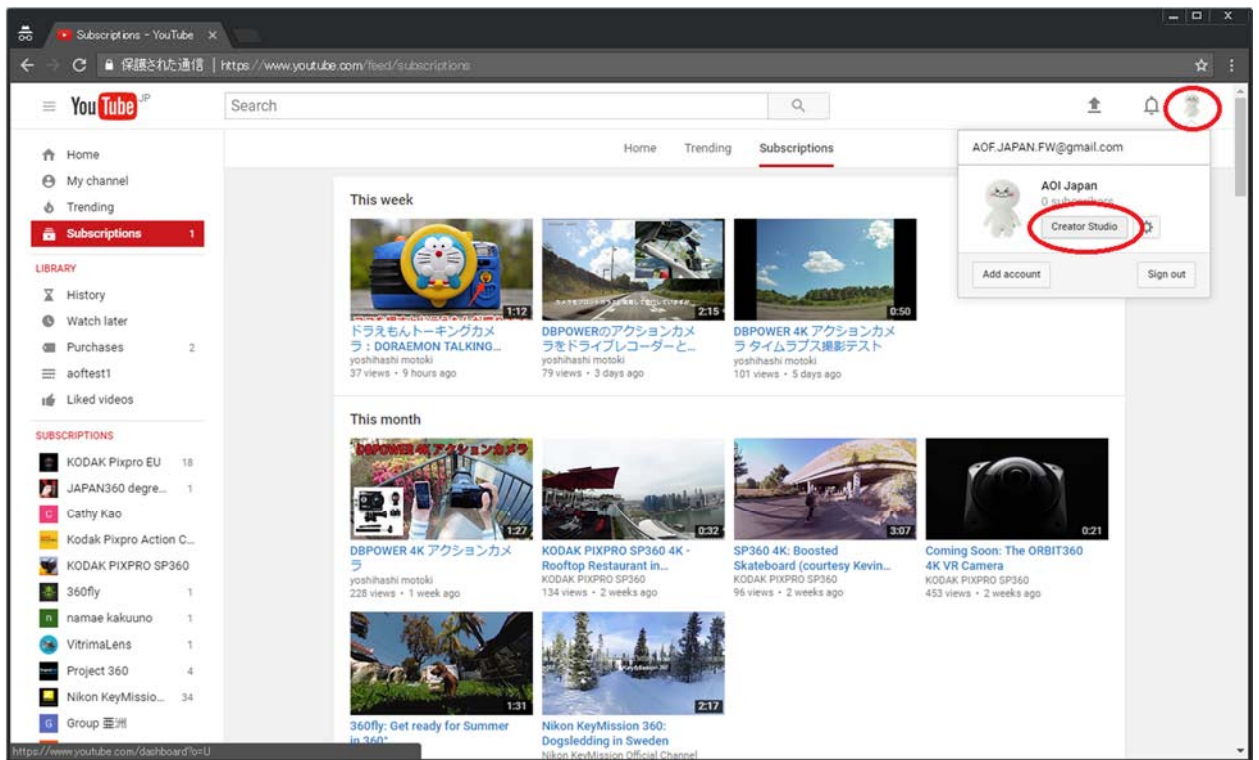 Subscriptions - YouTube
保護された通信 | https://www.youtube.com/feed/subscriptions
YouTube JP
Search
Home Trending Subscriptions
AOF.JAPAN.FW@gmail.com
AOI Japan
0 subscribers
Creator Studio
Add account Sign out
Home
My channel
Trending
Subscriptions 1
LIBRARY
History
Watch later
Purchases 2
aoftest1
Liked videos
SUBSCRIPTIONS
KODAK Pixpro EU 18
JAPAN360 degre... 1
C Cathy Kao
Kodak Pixpro Action C...
KODAK PIXPRO SP360
360fly 1
n namae kakuuno 1
VitrimaLens 1
Project 360 4
Nikon KeyMissio... 34
G Group 亜洲
https://www.youtube.com/dashboard?o=U
This week
1:12
ドラえもんトーキングカメ
ラ：DORAEMON TALKING...
yoshihashi motoki
37 views • 9 hours ago
2:15
DBPOWERのアクションカメ
ラをドライブレコーダーと...
yoshihashi motoki
79 views • 3 days ago
0:50
DBPOWER 4K アクションカメ
ラ タイムラプス撮影テスト
yoshihashi motoki
101 views • 5 days ago
This month
DBPOWER 4K アクションカメラ
1:27
DBPOWER 4K アクションカメ
ラ
yoshihashi motoki
228 views • 1 week ago
0:32
KODAK PIXPRO SP360 4K -
Rooftop Restaurant in...
KODAK PIXPRO SP360
134 views • 2 weeks ago
3:07
SP360 4K: Boosted
Skateboard (courtesy Kevin...
KODAK PIXPRO SP360
96 views • 2 weeks ago
0:21
Coming Soon: The ORBIT360
4K VR Camera
KODAK PIXPRO SP360
453 views • 2 weeks ago
1:31
360fly: Get ready for Summer
in 360°
KeyMission 360
2:17
Nikon KeyMission 360:
Dogsledding in Sweden
Nikon KeyMission Official Channel